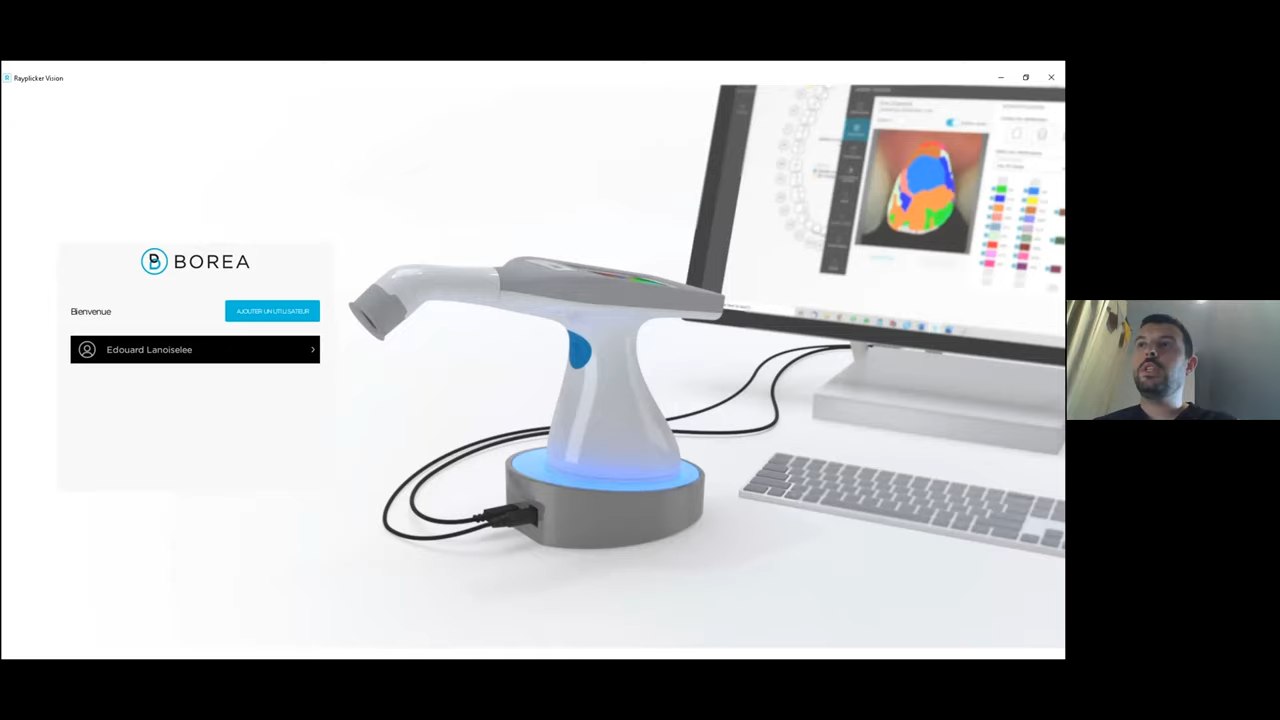 Rayplicker Vision
BOREA
Bienvenue
AJOUTER UN UTILISATEUR
Edouard Lanoiselee